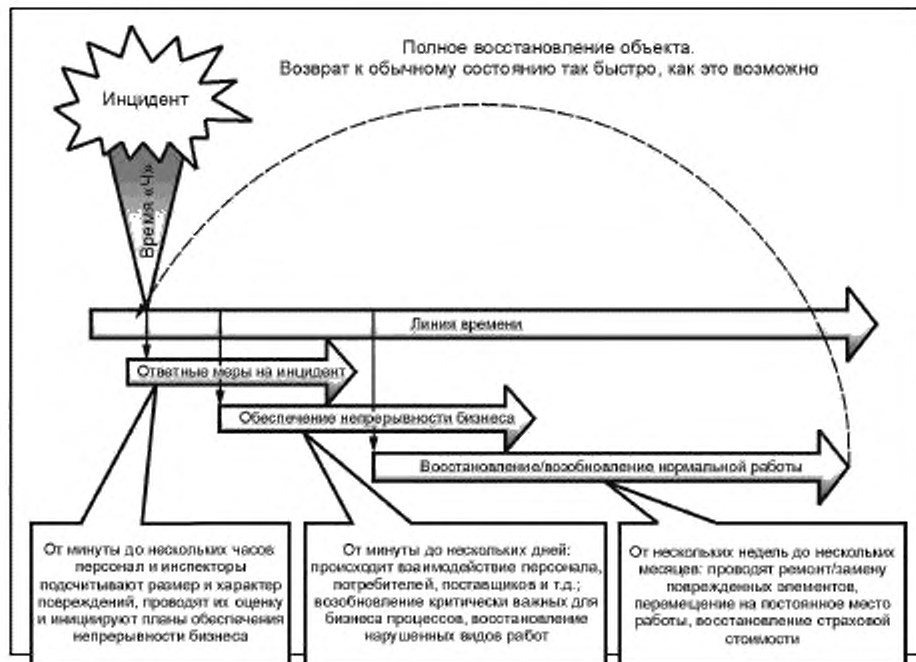 Полное восстановление объекта.
Возврат к обычному состоянию так быстро, как это возможно
Инцидент
Время «Ч»
Линия времени
Ответные меры на инцидент
Обеспечение непрерывности бизнеса
Восстановление/возобновление нормальной работы
От минуты до нескольких часов
персонал и инспекторы
подсчитывают размер и характер
повреждений, проводят их оценку
и инициируют планы обеспечения
непрерывности бизнеса
От минуты до нескольких дней:
происходит взаимодействие персонала,
потребителей, поставщиков и т.д.;
возобновление критически важных для
бизнеса процессов, восстановление
нарушенных видов работ
От нескольких недель до нескольких
месяцев: проводят ремонт/замену
поврежденных элементов,
перемещение на постоянное место
работы, восстановление страховой
стоимости